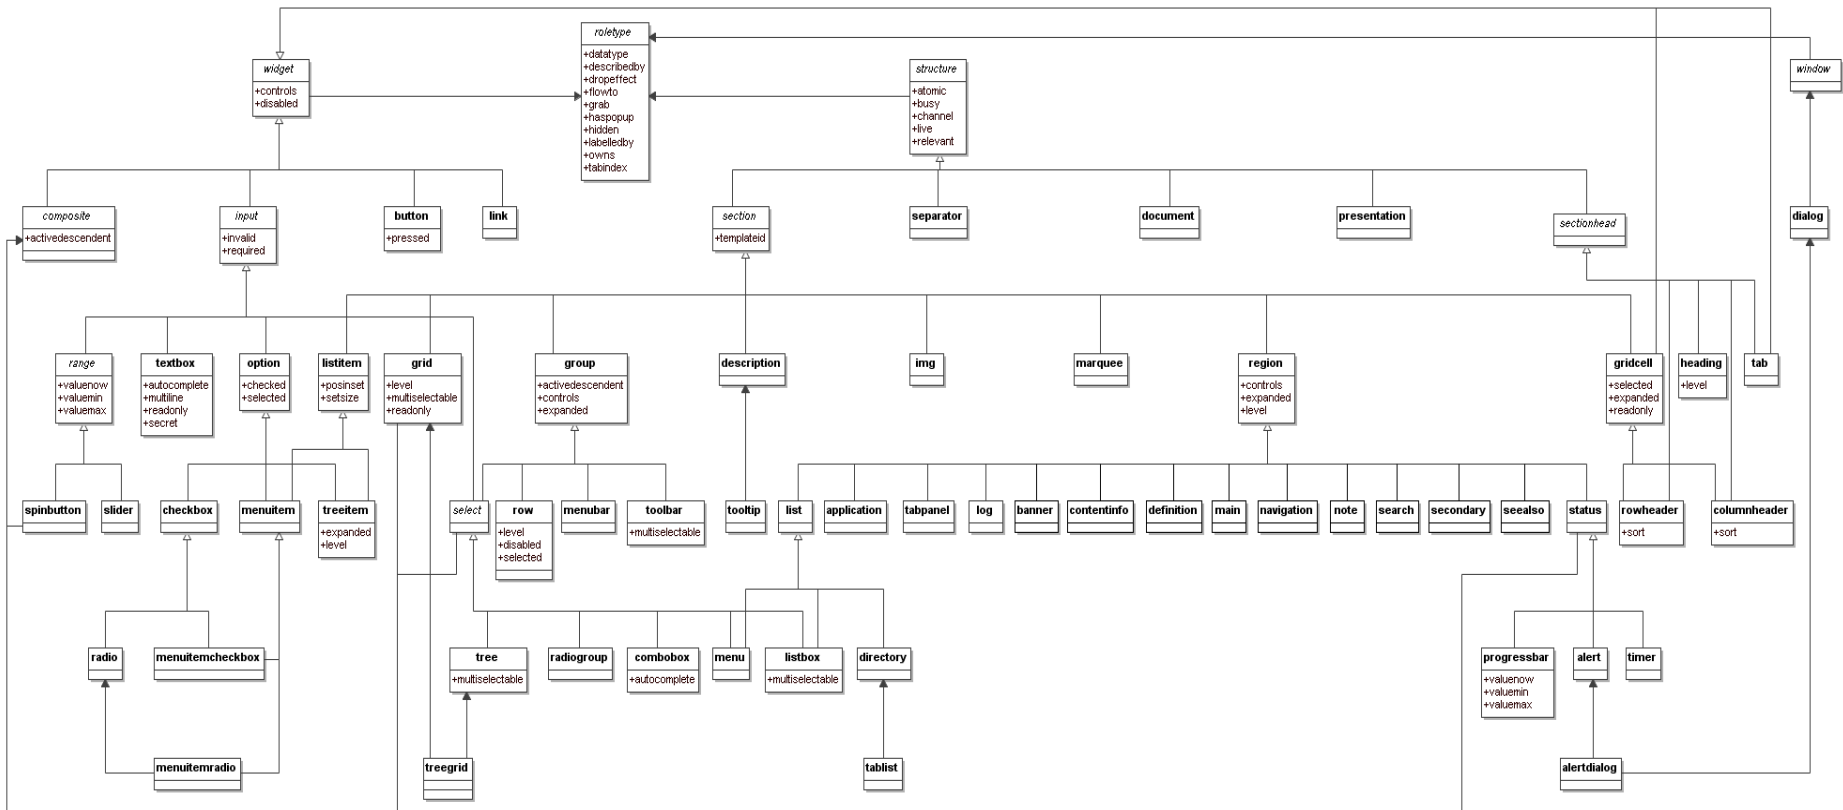 roletype
+datatype
+describedby
+dropeffect
+flowto
+grab
+haspopup
+hidden
+labelledby
+owns
+tabindex
widget
+controls
+disabled
structure
+atomic
+busy
+channel
+live
+relevant
window
composite
+activedescendent
input
+invalid
+required
button
+pressed
link
section
+templateid
separator
document
presentation
sectionhead
dialog
range
+valuenow
+valuemin
+valuemax
textbox
+autocomplete
+multiline
+readonly
+secret
option
+checked
+selected
listitem
+posinset
+setsize
grid
+level
+multiselectable
+readonly
group
+activedescendent
+controls
+expanded
description
img
marquee
region
+controls
+expanded
+level
gridcell
+selected
+expanded
+readonly
heading
+level
tab
spinbutton
slider
checkbox
menuitem
treeitem
+expanded
+level
select
row
+level
+disabled
+selected
menubar
toolbar
+multiselectable
tooltip
list
application
tabpanel
log
banner
contentinfo
definition
main
navigation
note
search
secondary
seealso
status
rowheader
+sort
columnheader
+sort
radio
menuitemcheckbox
tree
+multiselectable
radiogroup
combobox
+autocomplete
menu
listbox
+multiselectable
directory
progressbar
+valuenow
+valuemin
+valuemax
alert
timer
menuitemradio
treegrid
tablist
alertdialog